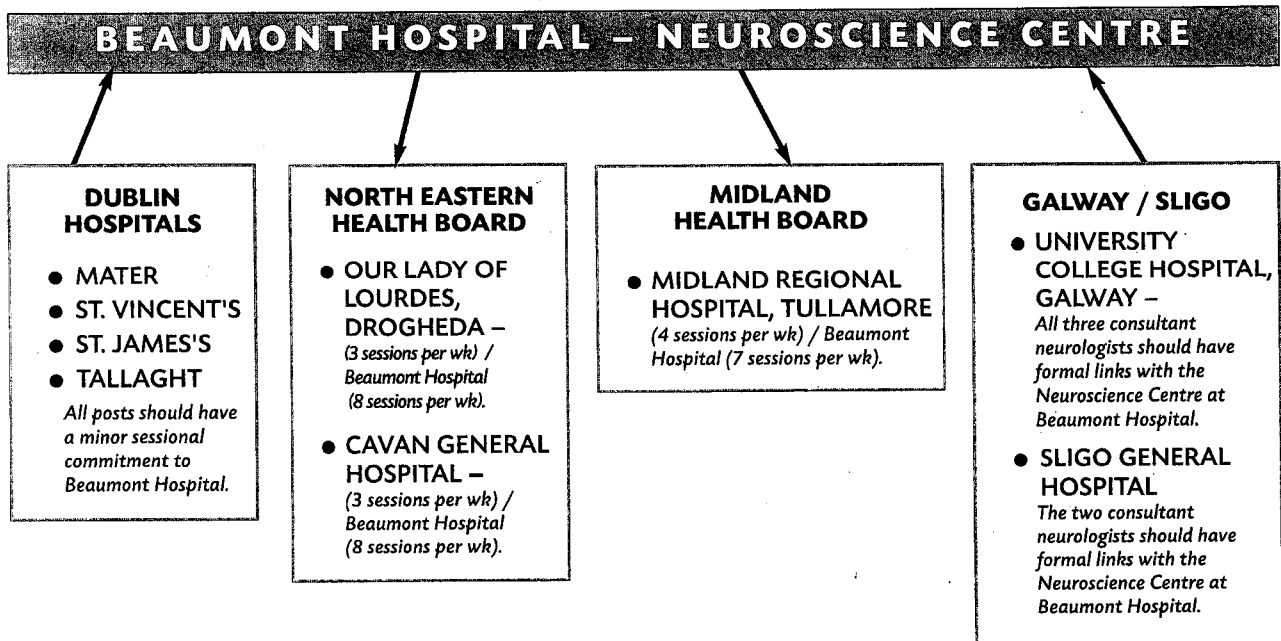 BEAUMONT HOSPITAL – NEUROSCIENCE CENTRE
DUBLIN
HOSPITALS
● MATER
● ST. VINCENT'S
● ST. JAMES'S
● TALLAGHT
All posts should have
a minor sessional
commitment to
Beaumont Hospital.
NORTH EASTERN
HEALTH BOARD
● OUR LADY OF
LOURDES,
DROGHEDA –
(3 sessions per wk) /
Beaumont Hospital
(8 sessions per wk).
● CAVAN GENERAL
HOSPITAL –
(3 sessions per wk) /
Beaumont Hospital
(8 sessions per wk).
MIDLAND
HEALTH BOARD
● MIDLAND REGIONAL
HOSPITAL, TULLAMORE
(4 sessions per wk) / Beaumont
Hospital (7 sessions per wk).
GALWAY / SLIGO
● UNIVERSITY
COLLEGE HOSPITAL,
GALWAY –
All three consultant
neurologists should have
formal links with the
Neuroscience Centre at
Beaumont Hospital.
● SLIGO GENERAL
HOSPITAL
The two consultant
neurologists should have
formal links with the
Neuroscience Centre at
Beaumont Hospital.